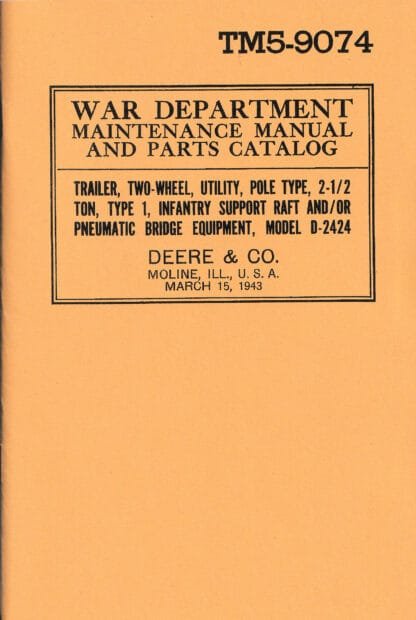 TM5-9074
WAR DEPARTMENT
MAINTENANCE MANUAL
AND PARTS CATALOG
TRAILER, TWO-WHEEL, UTILITY, POLE TYPE, 2-1/2
TON, TYPE 1, INFANTRY SUPPORT RAFT AND/OR
PNEUMATIC BRIDGE EQUIPMENT, MODEL D-2424
DEERE & CO.
MOLINE, ILL., U. S. A.
MARCH 15, 1943